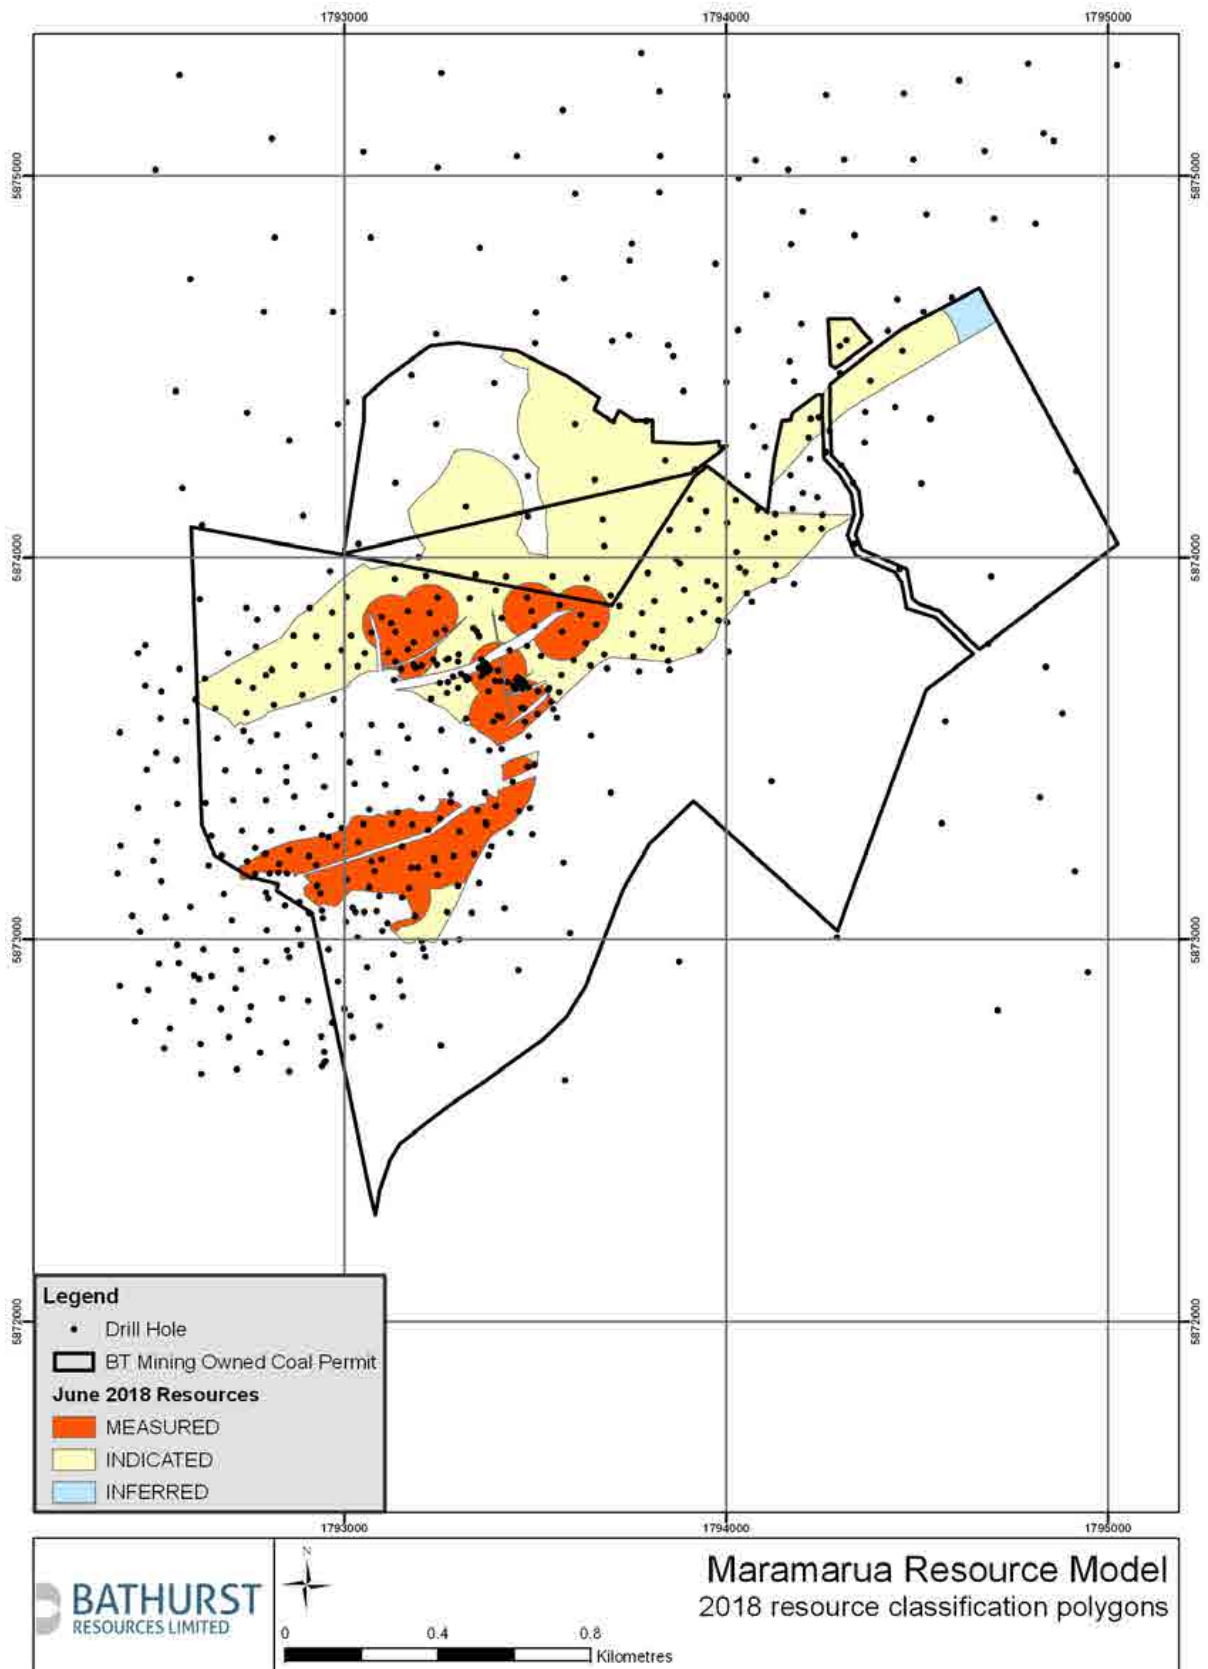 1793000
1794000
1795000
5875000
5875000
5874000
5874000
5873000
5873000
5872000
5872000
Legend
Drill Hole
BT Mining Owned Coal Permit
June 2018 Resources
MEASURED
INDICATED
INFERRED
1793000
1794000
1795000
BATHURST
RESOURCES LIMITED
N
0
0.4
0.8
Kilometres
Maramarua Resource Model
2018 resource classification polygons